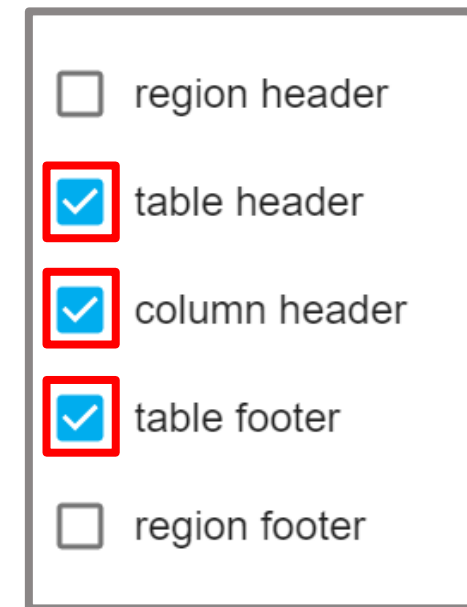 region header
table header
column header
table footer
region footer